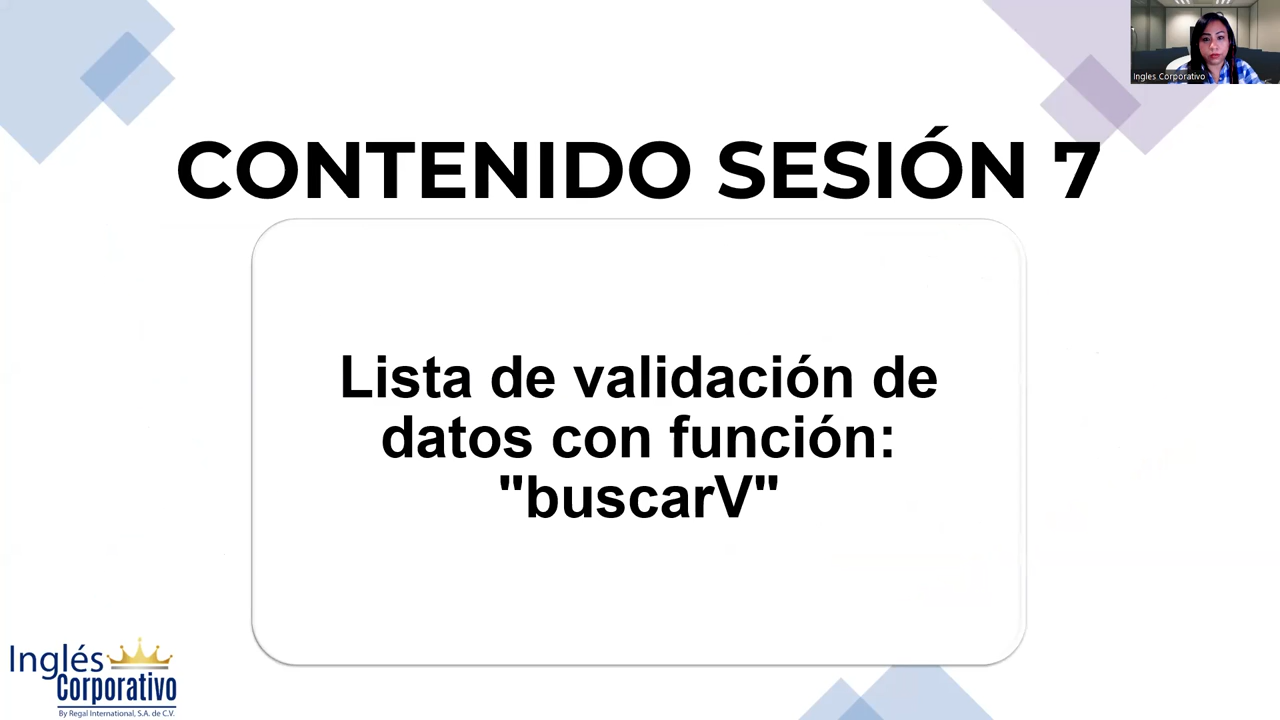 Ingles Corporativo
CONTENIDO SESIÓN 7
Lista de validación de
datos con función:
"buscarV"
Inglés
Corporativo
By Regal International, S.A. de C.V.